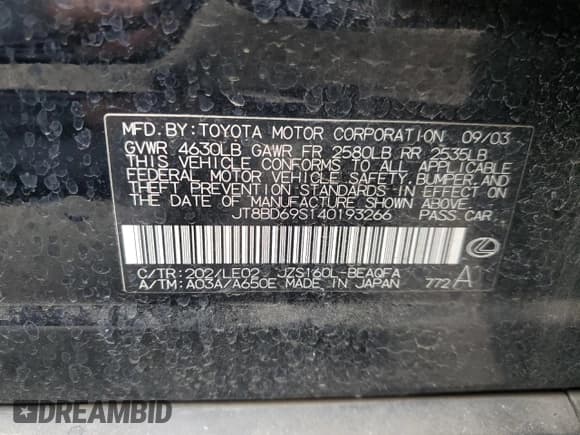 MFD. BY: TOYOTA MOTOR CORPORATION 09/03
GVWR 4630LB GAWR FR 2580LB RR 2535LB
THIS VEHICLE CONFORMS TO ALL APPLICABLE
FEDERAL MOTOR VEHICLE SAFETY, BUMPER, AND
THEFT PREVENTION STANDARDS IN EFFECT ON
THE DATE OF MANUFACTURE SHOWN ABOVE.
JT8BD69S140193266 PASS CAR
C/TR: 202/LE02 JZS160L-BEAQFA
A/TM: A03A/A650E MADE IN JAPAN 772 A
DREAMBID